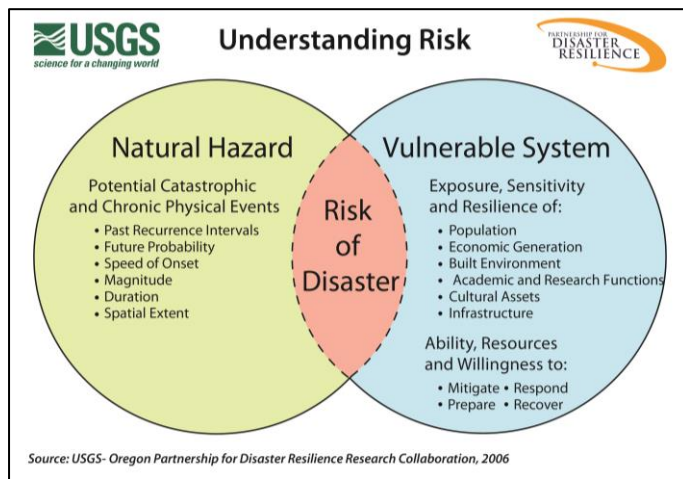 USGS
science for a changing world
Understanding Risk
PARTNERSHIP FOR
DISASTER
RESILIENCE
Natural Hazard
Potential Catastrophic
and Chronic Physical Events
• Past Recurrence Intervals
• Future Probability
• Speed of Onset
• Magnitude
• Duration
• Spatial Extent
Risk
of
Disaster
Vulnerable System
Exposure, Sensitivity
and Resilience of:
• Population
• Economic Generation
• Built Environment
• Academic and Research Functions
• Cultural Assets
• Infrastructure
Ability, Resources
and Willingness to:
• Mitigate • Respond
• Prepare • Recover
Source: USGS- Oregon Partnership for Disaster Resilience Research Collaboration, 2006